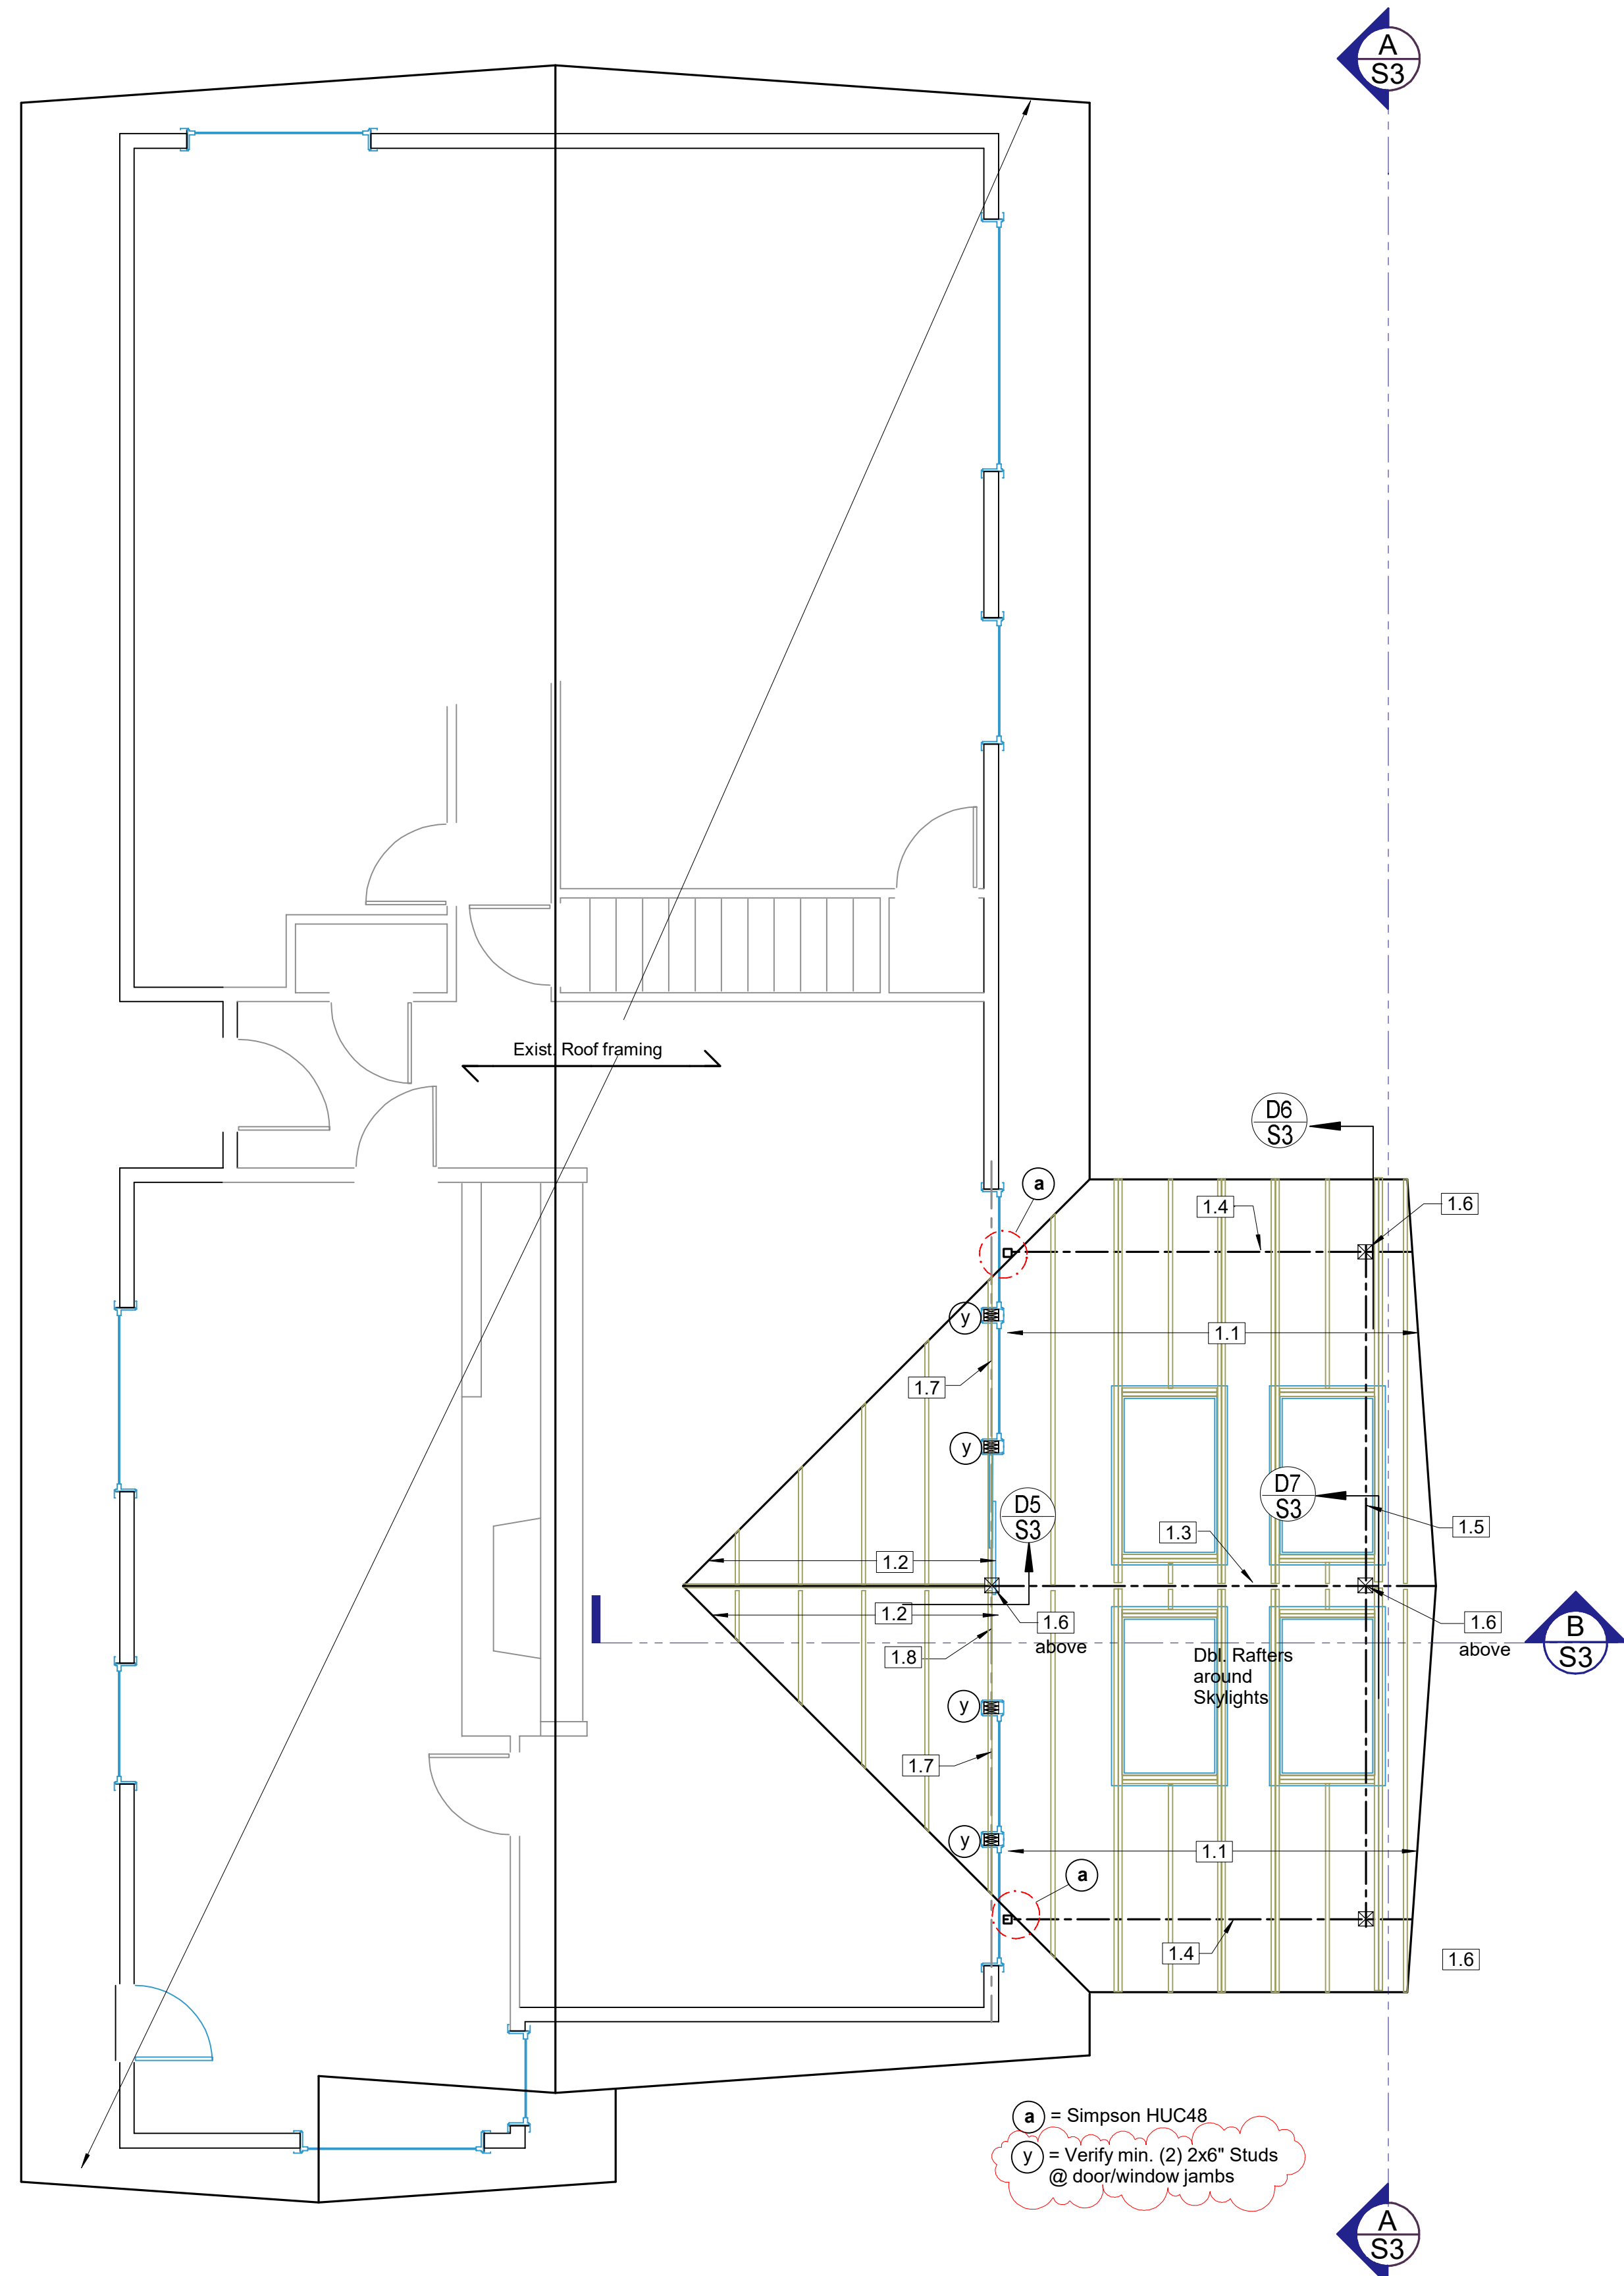 A
S3
Exist. Roof framing
D6
S3
a
1.4
1.6
1.1
y
1.7
y
D7
S3
D5
S3
1.5
1.3
1.2
1.2
1.6
above
1.6
above
B
S3
1.8
Dbl. Rafters
around
Skylights
y
1.7
y
1.1
a
1.4
1.6
a = Simpson HUC48
y = Verify min. (2) 2x6" Studs
@ door/window jambs
A
S3